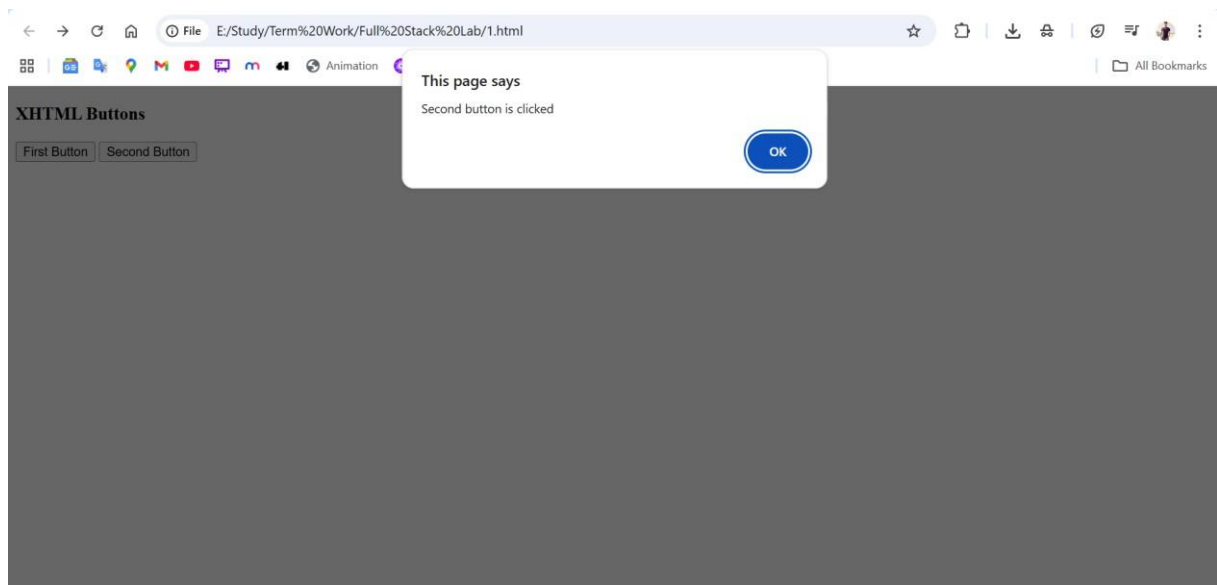 File E:/Study/Term%20Work/Full%20Stack%20Lab/1.html
Animation
All Bookmarks
This page says
Second button is clicked
OK
XHTML Buttons
First Button Second Button